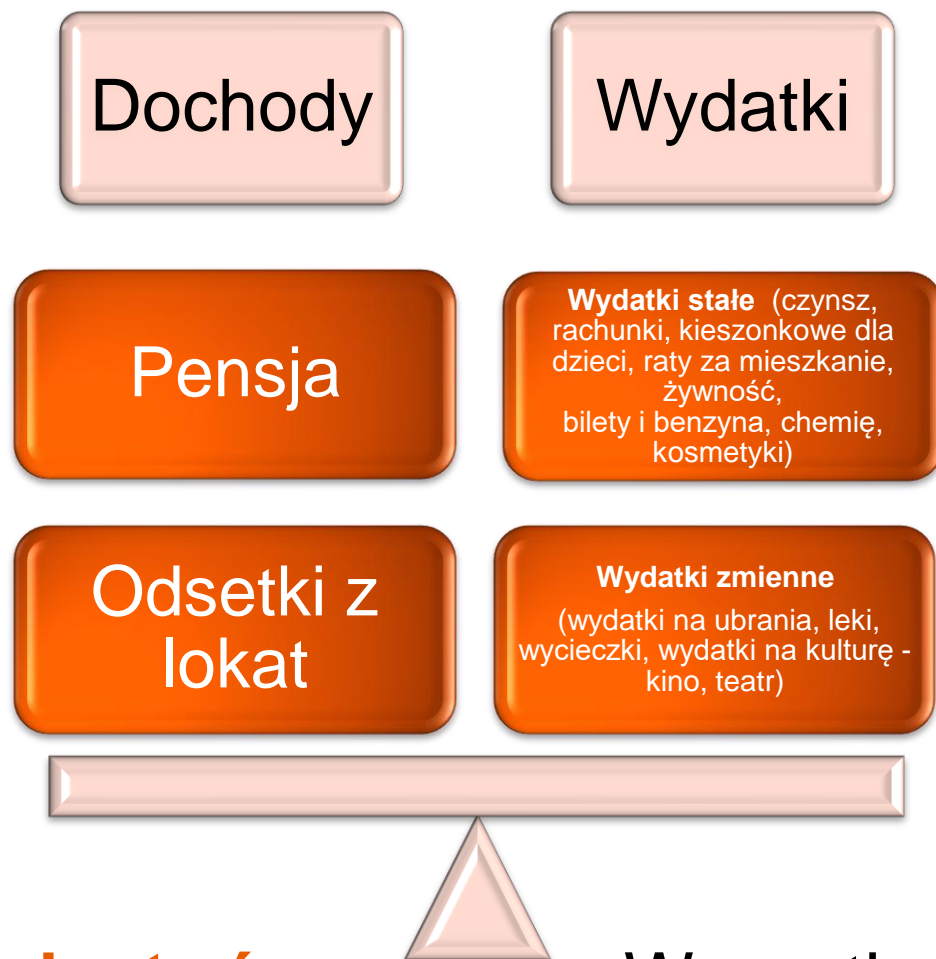 Dochody
Wydatki
Pensja
Wydatki stałe (czynsz,
rachunki, kieszonkowe dla
dzieci, raty za mieszkanie,
żywność,
bilety i benzyna, chemię,
kosmetyki)
Odsetki z
lokat
Wydatki zmienne
(wydatki na ubrania, leki,
wycieczki, wydatki na kulturę -
kino, teatr)